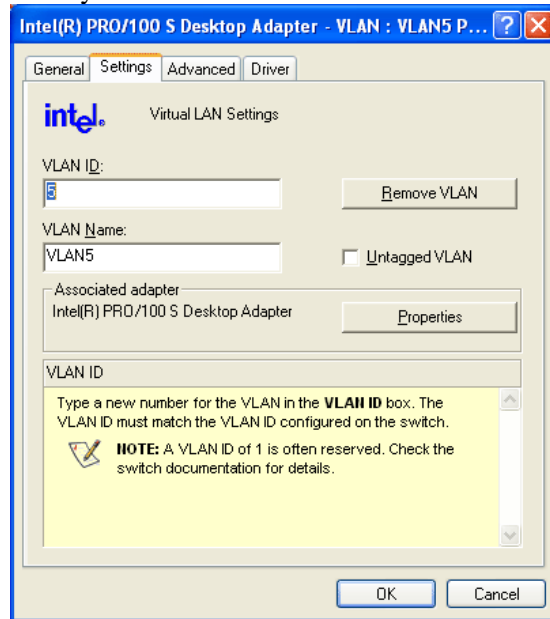 Intel(R) PRO/100 S Desktop Adapter - VLAN : VLAN5 P...
General Settings Advanced Driver
intel.
Virtual LAN Settings
VLAN ID:
5
Remove VLAN
VLAN Name:
VLAN5
Untagged VLAN
Associated adapter
Intel(R) PRO/100 S Desktop Adapter
Properties
VLAN ID
Type a new number for the VLAN in the VLAN ID box. The
VLAN ID must match the VLAN ID configured on the switch.
NOTE: A VLAN ID of 1 is often reserved. Check the
switch documentation for details.
OK Cancel